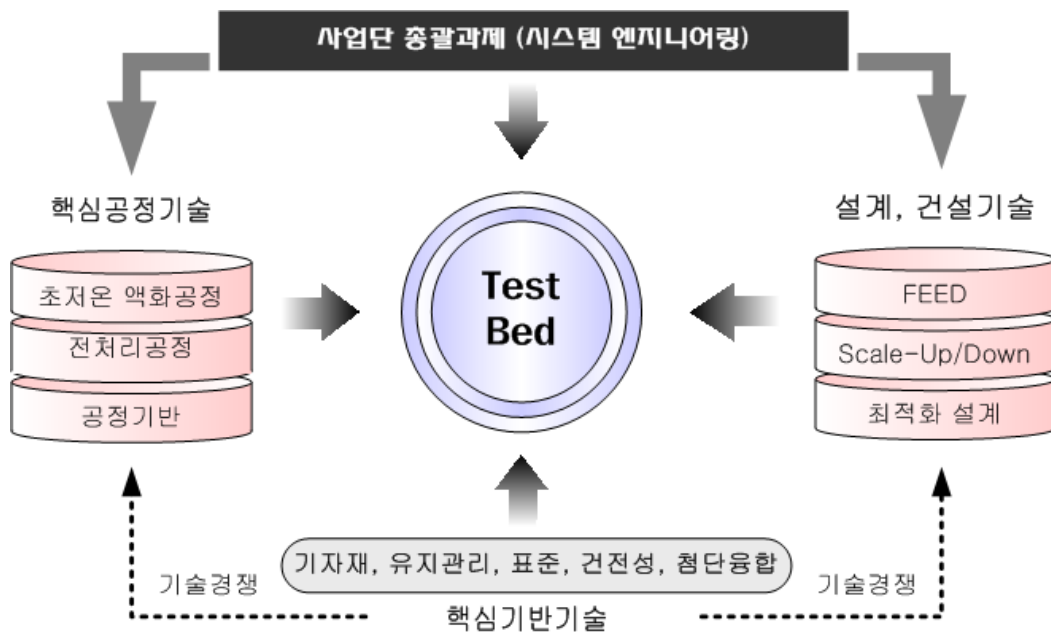 사업단 총괄과제 (시스템 엔지니어링)
핵심공정기술
초저온 액화공정
전처리공정
공정기반
Test
Bed
설계, 건설기술
FEED
Scale-Up/Down
최적화 설계
기자재, 유지관리, 표준, 건전성, 첨단융합
기술경쟁
핵심기반기술
기술경쟁